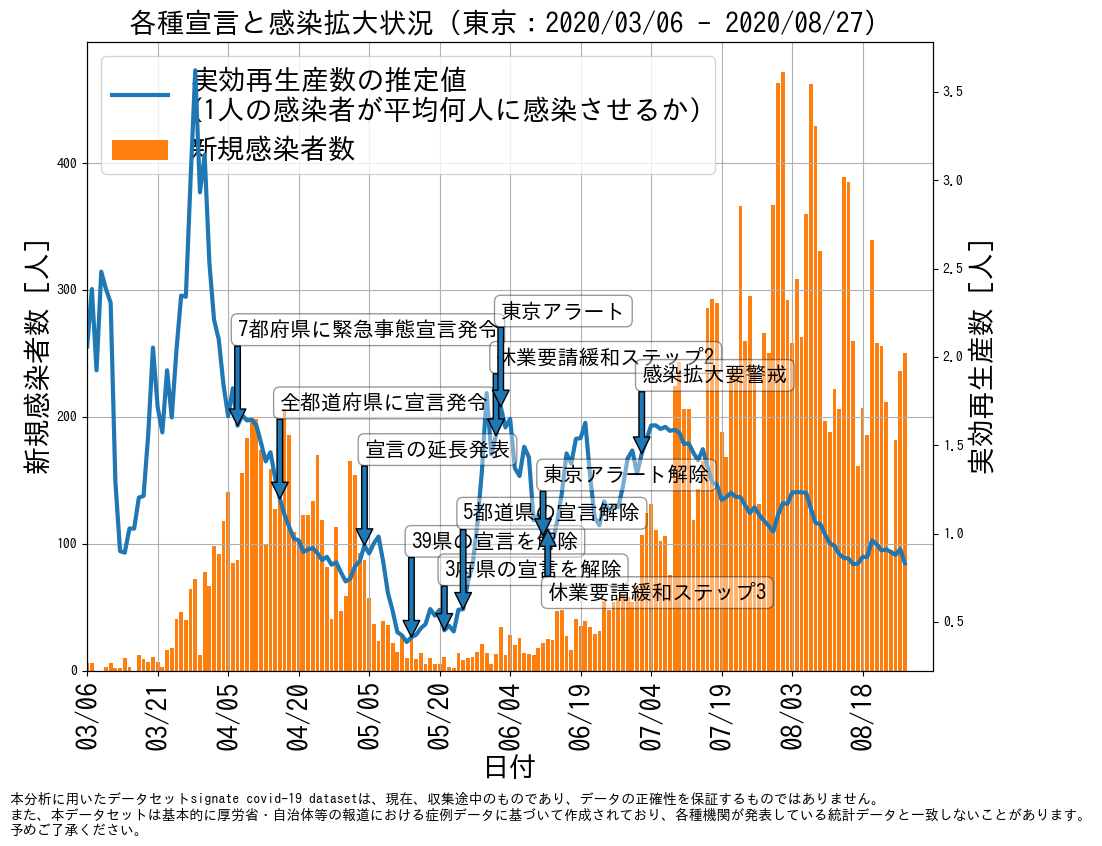 各種宣言と感染拡大状況（東京：2020/03/06 - 2020/08/27）
実効再生産数の推定値
（1人の感染者が平均何人に感染させるか）
新規感染者数
新規感染者数 [人]
400
300
200
100
0
3.5
3.0
2.5
2.0
1.5
1.0
0.5
実効再生産数 [人]
東京アラート
7都府県に緊急事態宣言発令
休業要請緩和ステップ2
感染拡大要警戒
全都道府県に宣言発令
宣言の延長発表
東京アラート解除
5都道県の宣言解除
39県の宣言を解除
3府県の宣言を解除
休業要請緩和ステップ3
03/06
03/21
04/05
04/20
05/05
05/20
06/04
06/19
07/04
07/19
08/03
08/18
日付
本分析に用いたデータセットsignate covid-19 datasetは、現在、収集途中のものであり、データの正確性を保証するものではありません。
また、本データセットは基本的に厚労省・自治体等の報道における症例データに基づいて作成されており、各種機関が発表している統計データと一致しないことがあります。
予めご了承ください。